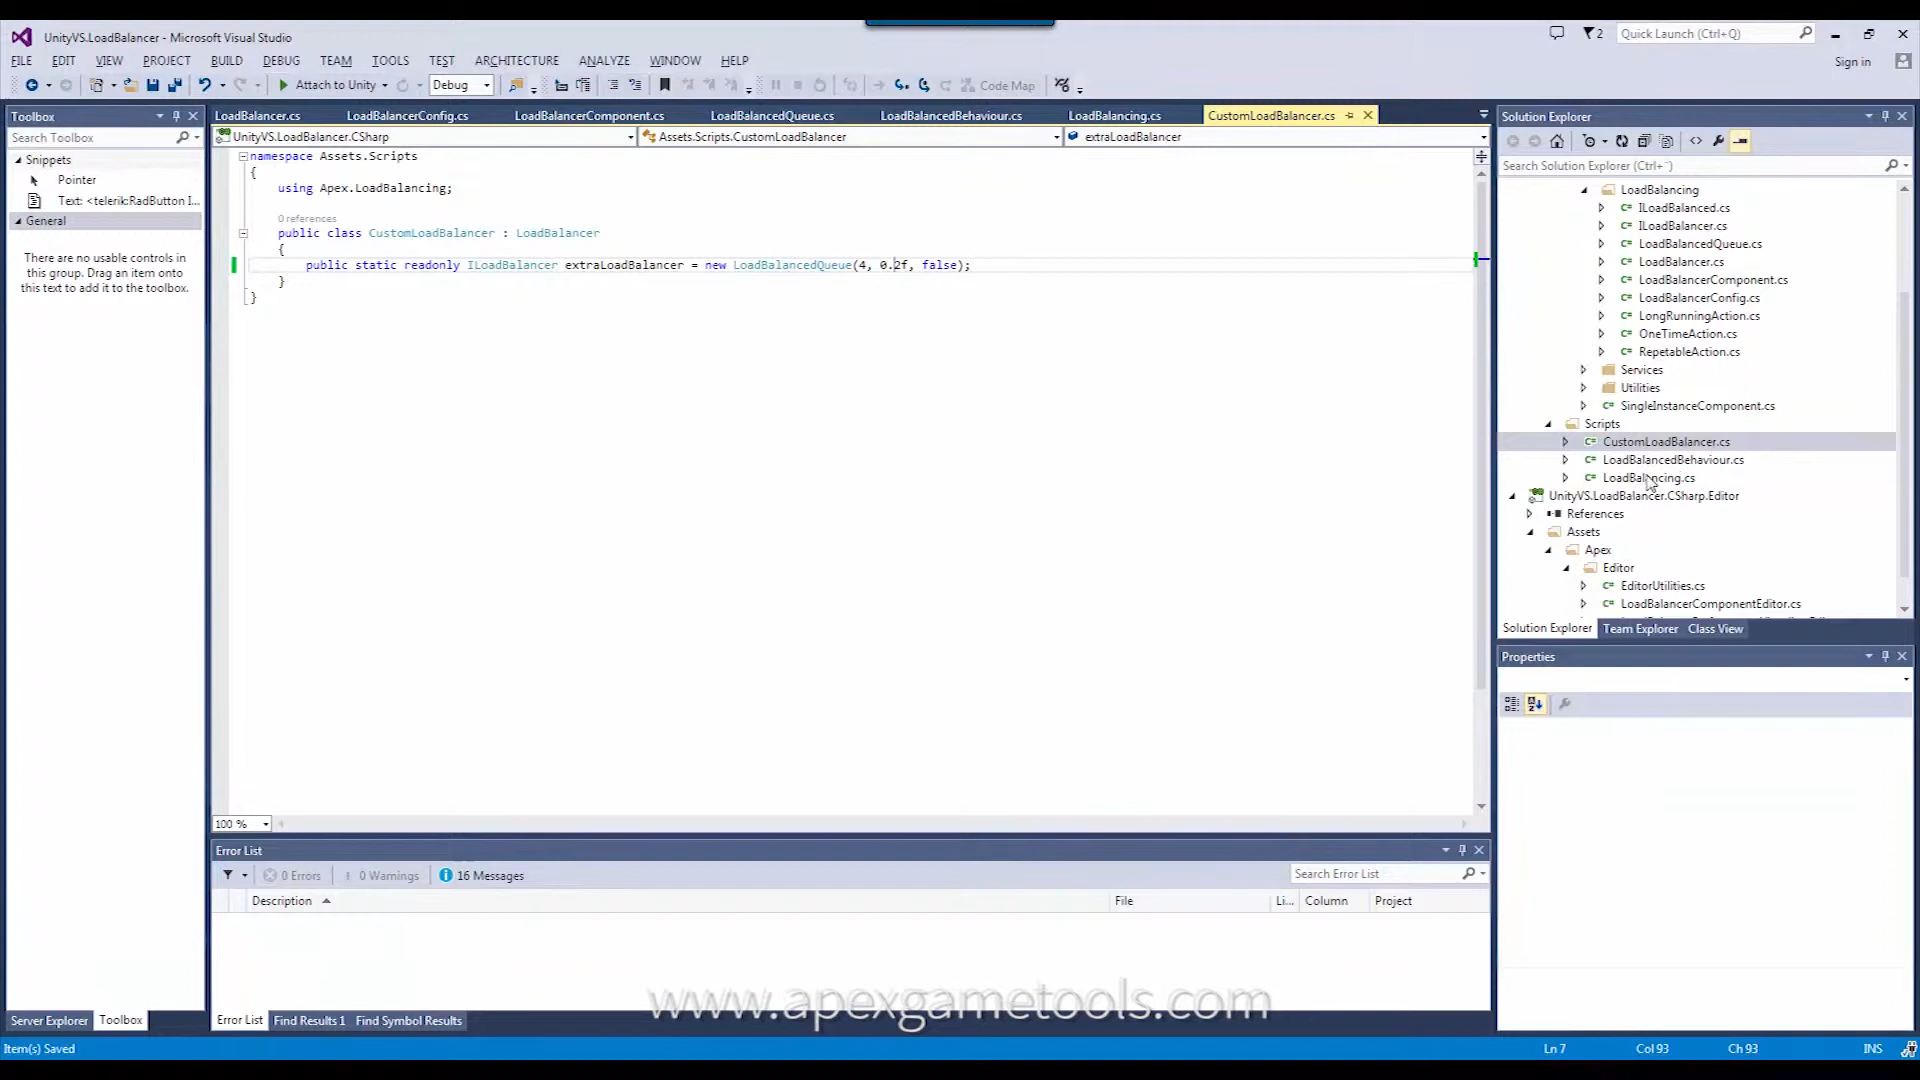 UnityVS.LoadBalancer - Microsoft Visual Studio
2
Quick Launch (Ctrl+Q)
FILE EDIT VIEW PROJECT BUILD DEBUG TEAM TOOLS TEST ARCHITECTURE ANALYZE WINDOW HELP
Sign in
Attach to Unity
Debug
Code Map
Toolbox
Search Toolbox
Snippets
Pointer
Text: <telerik:RadButton I...
General
There are no usable controls in
this group. Drag an item onto
this text to add it to the toolbox.
Server Explorer Toolbox
LoadBalancer.cs LoadBalancerConfig.cs LoadBalancerComponent.cs LoadBalancedQueue.cs LoadBalancedBehaviour.cs LoadBalancing.cs CustomLoadBalancer.cs
UnityVS.LoadBalancer.CSharp Assets.Scripts.CustomLoadBalancer extraLoadBalancer
namespace Assets.Scripts
{
using Apex.LoadBalancing;
0 references
public class CustomLoadBalancer : LoadBalancer
{
public static readonly ILoadBalancer extraLoadBalancer = new LoadBalancedQueue(4, 0.2f, false);
}
}
100 %
Error List
0 Errors 0 Warnings 16 Messages
Search Error List
Description File Li... Column Project
Error List Find Results 1 Find Symbol Results
Solution Explorer
Search Solution Explorer (Ctrl+¨)
LoadBalancing
ILoadBalanced.cs
ILoadBalancer.cs
LoadBalancedQueue.cs
LoadBalancer.cs
LoadBalancerComponent.cs
LoadBalancerConfig.cs
LongRunningAction.cs
OneTimeAction.cs
RepetableAction.cs
Services
Utilities
SingleInstanceComponent.cs
Scripts
CustomLoadBalancer.cs
LoadBalancedBehaviour.cs
LoadBalancing.cs
UnityVS.LoadBalancer.CSharp.Editor
References
Assets
Apex
Editor
EditorUtilities.cs
LoadBalancerComponentEditor.cs
Solution Explorer Team Explorer Class View
Properties
www.apexgametools.com
Item(s) Saved
Ln 7 Col 93 Ch 93 INS